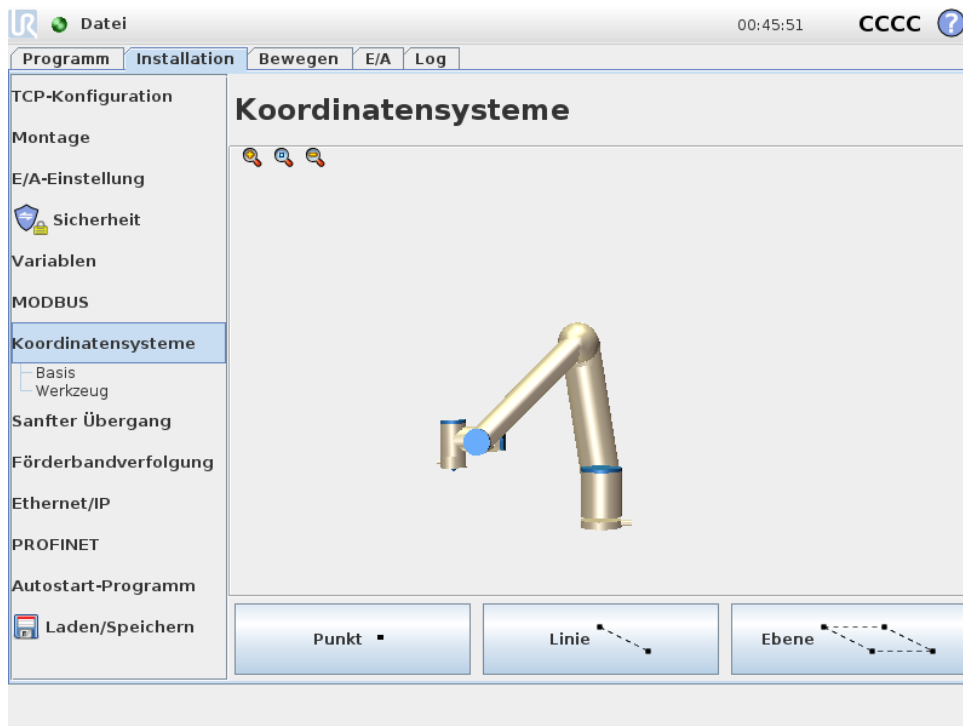 UR Datei 00:45:51 CCCC ?
Programm Installation Bewegen E/A Log
TCP-Konfiguration
Montage
E/A-Einstellung
Sicherheit
Variablen
MODBUS
Koordinatensysteme
Basis
Werkzeug
Sanfter Übergang
Förderbandverfolgung
Ethernet/IP
PROFINET
Autostart-Programm
Laden/Speichern
Koordinatensysteme
Punkt
Linie
Ebene